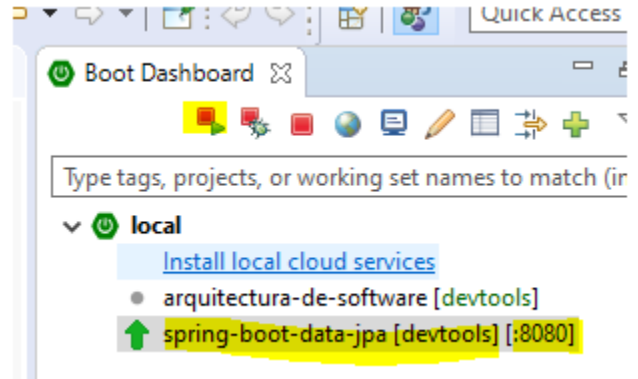 Quick Access
Boot Dashboard
Type tags, projects, or working set names to match (in
local
Install local cloud services
arquitectura-de-software [devtools]
spring-boot-data-jpa [devtools] [:8080]